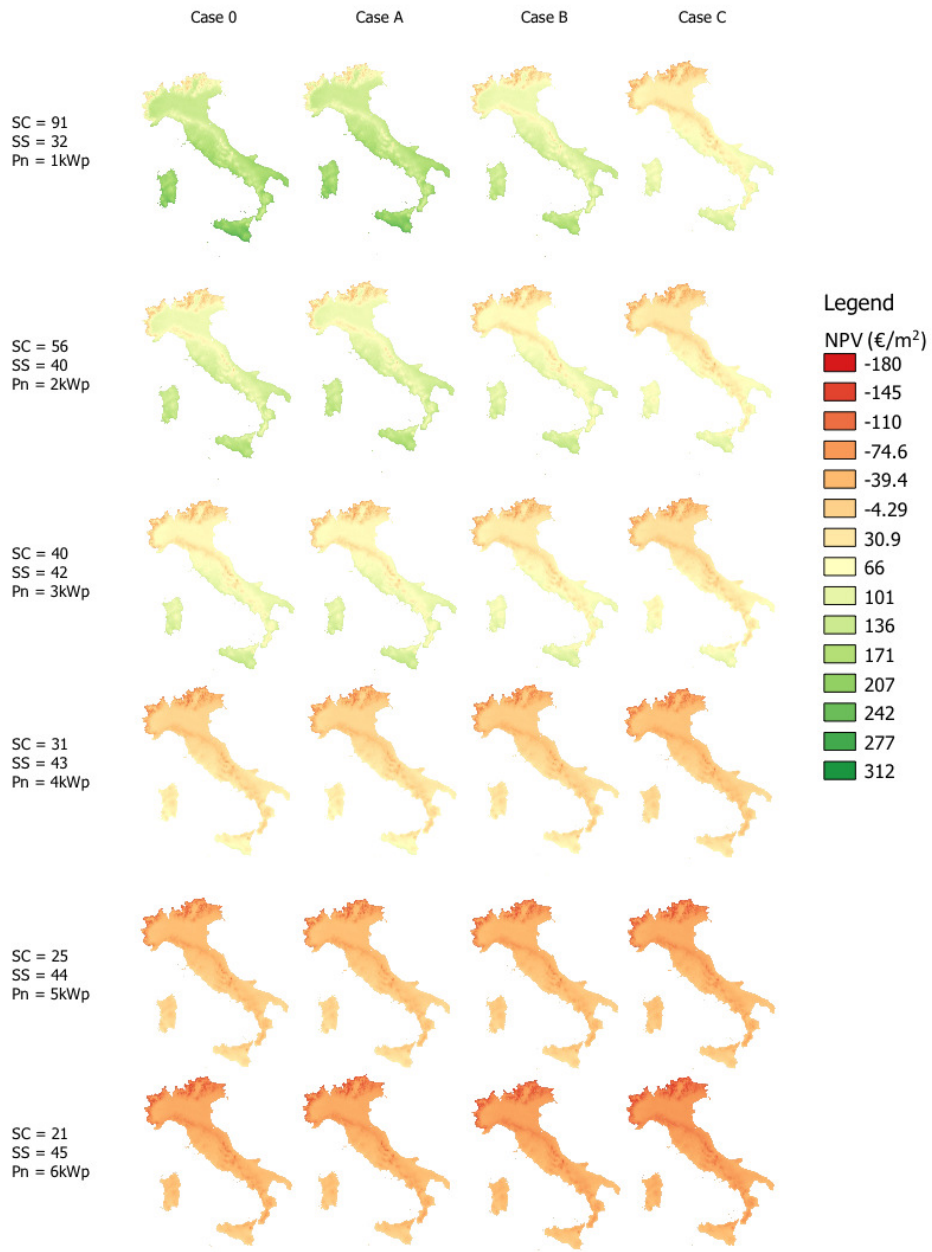 Case 0 Case A Case B Case C
SC = 91
SS = 32
Pn = 1kWp
SC = 56
SS = 40
Pn = 2kWp
Legend
NPV (€/m²)
-180
-145
-110
-74.6
-39.4
-4.29
30.9
66
101
136
171
207
242
277
312
SC = 40
SS = 42
Pn = 3kWp
SC = 31
SS = 43
Pn = 4kWp
SC = 25
SS = 44
Pn = 5kWp
SC = 21
SS = 45
Pn = 6kWp